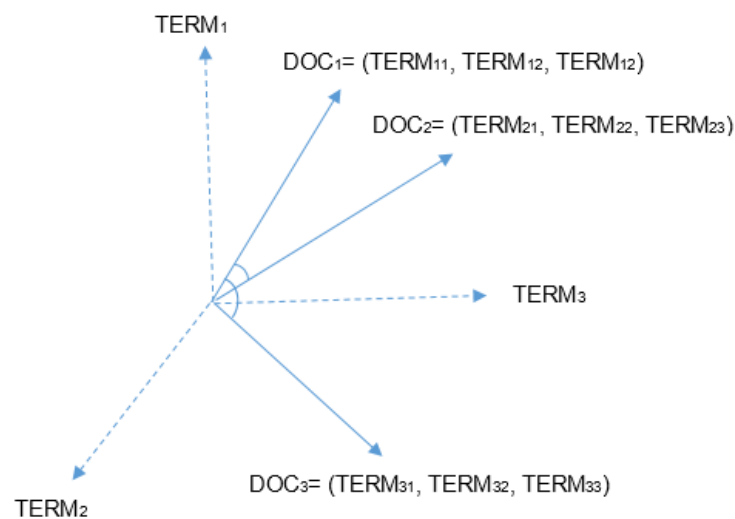 TERM₁
DOC₁= (TERM₁₁, TERM₁₂, TERM₁₂)
DOC₂= (TERM₂₁, TERM₂₂, TERM₂₃)
TERM₃
DOC₃= (TERM₃₁, TERM₃₂, TERM₃₃)
TERM₂